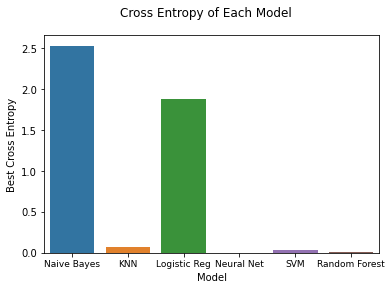 Cross Entropy of Each Model
2.5
2.0
1.5
1.0
0.5
0.0
Best Cross Entropy
Naive Bayes KNN Logistic Reg Neural Net SVM Random Forest
Model